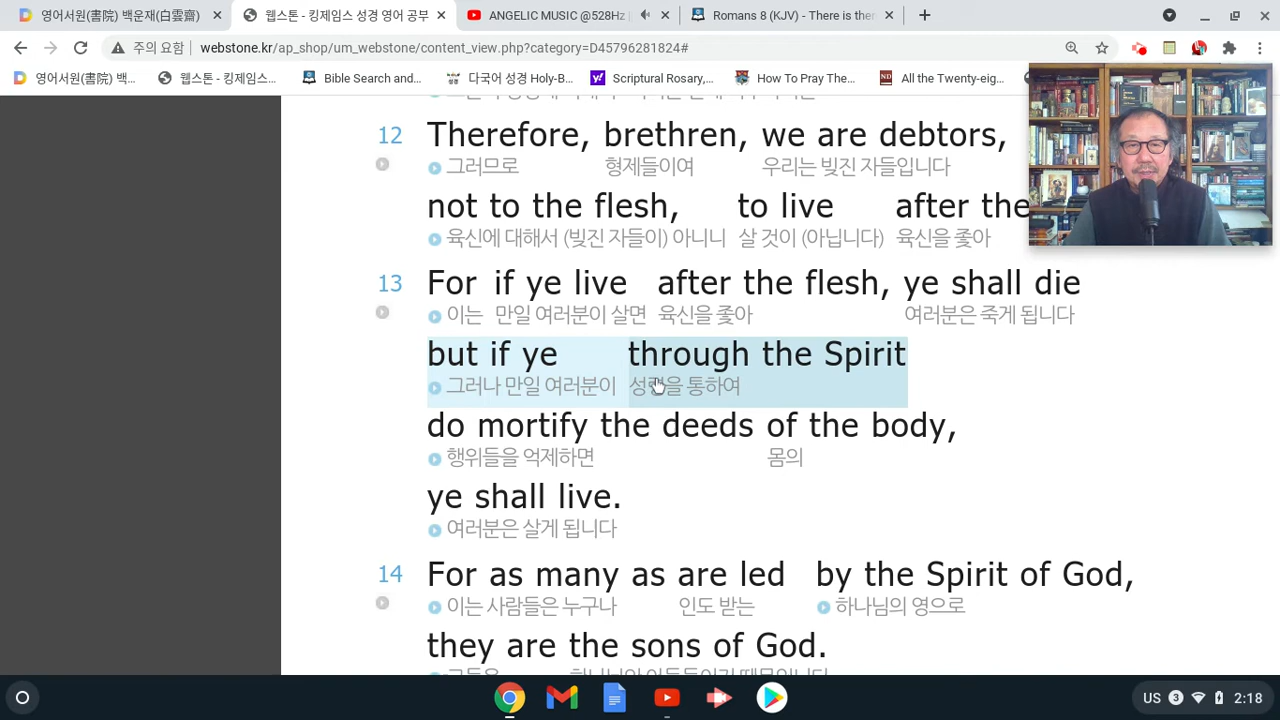 영어서원(書院) 백운재(白雲齋)
웹스톤 - 킹제임스 성경 영어 공부
ANGELIC MUSIC @528Hz
Romans 8 (KJV) - There is ther
주의 요함
webstone.kr/ap_shop/um_webstone/content_view.php?category=D45796281824#
영어서원(書院) 백...
웹스톤 - 킹제임스...
Bible Search and...
다국어 성경 Holy-B...
Scriptural Rosary,...
How To Pray The...
All the Twenty-eig...
12
Therefore, brethren, we are debtors,
그러므로 형제들이여 우리는 빚진 자들입니다
not to the flesh, to live after the
육신에 대해서 (빚진 자들이) 아니니 살 것이 (아닙니다) 육신을 좇아
13
For if ye live after the flesh, ye shall die
이는 만일 여러분이 살면 육신을 좇아 여러분은 죽게 됩니다
but if ye through the Spirit
그러나 만일 여러분이 성령을 통하여
do mortify the deeds of the body,
행위들을 억제하면 몸의
ye shall live.
여러분은 살게 됩니다
14
For as many as are led by the Spirit of God,
이는 사람들은 누구나 인도 받는 하나님의 영으로
they are the sons of God.
US 3 2:18